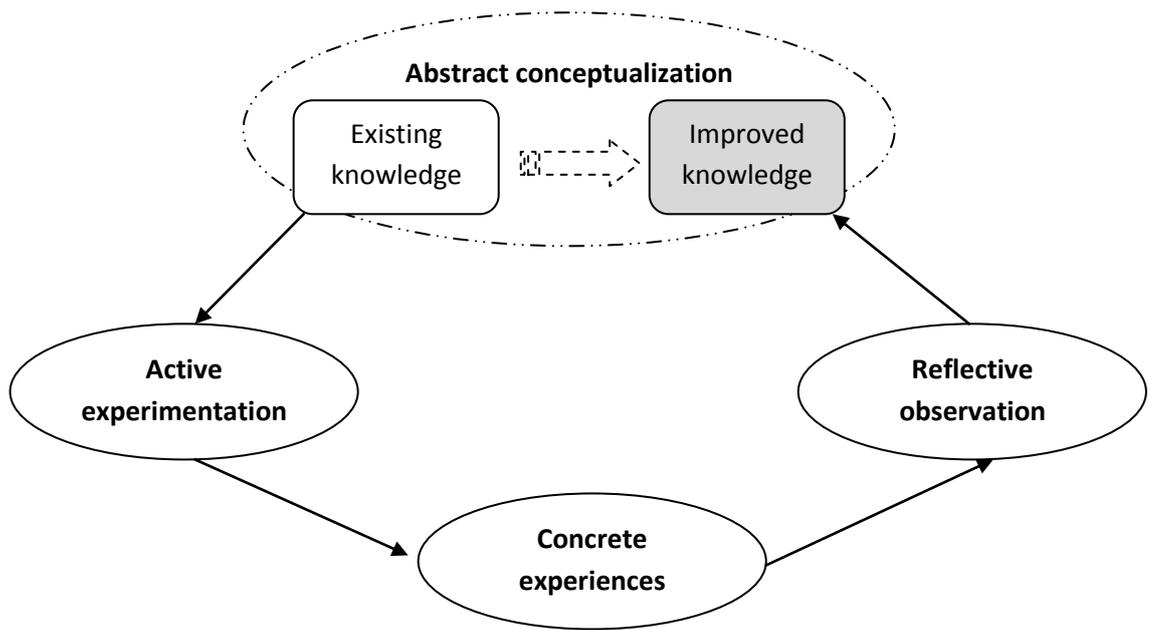 Abstract conceptualization
Existing
knowledge
Improved
knowledge
Active
experimentation
Reflective
observation
Concrete
experiences